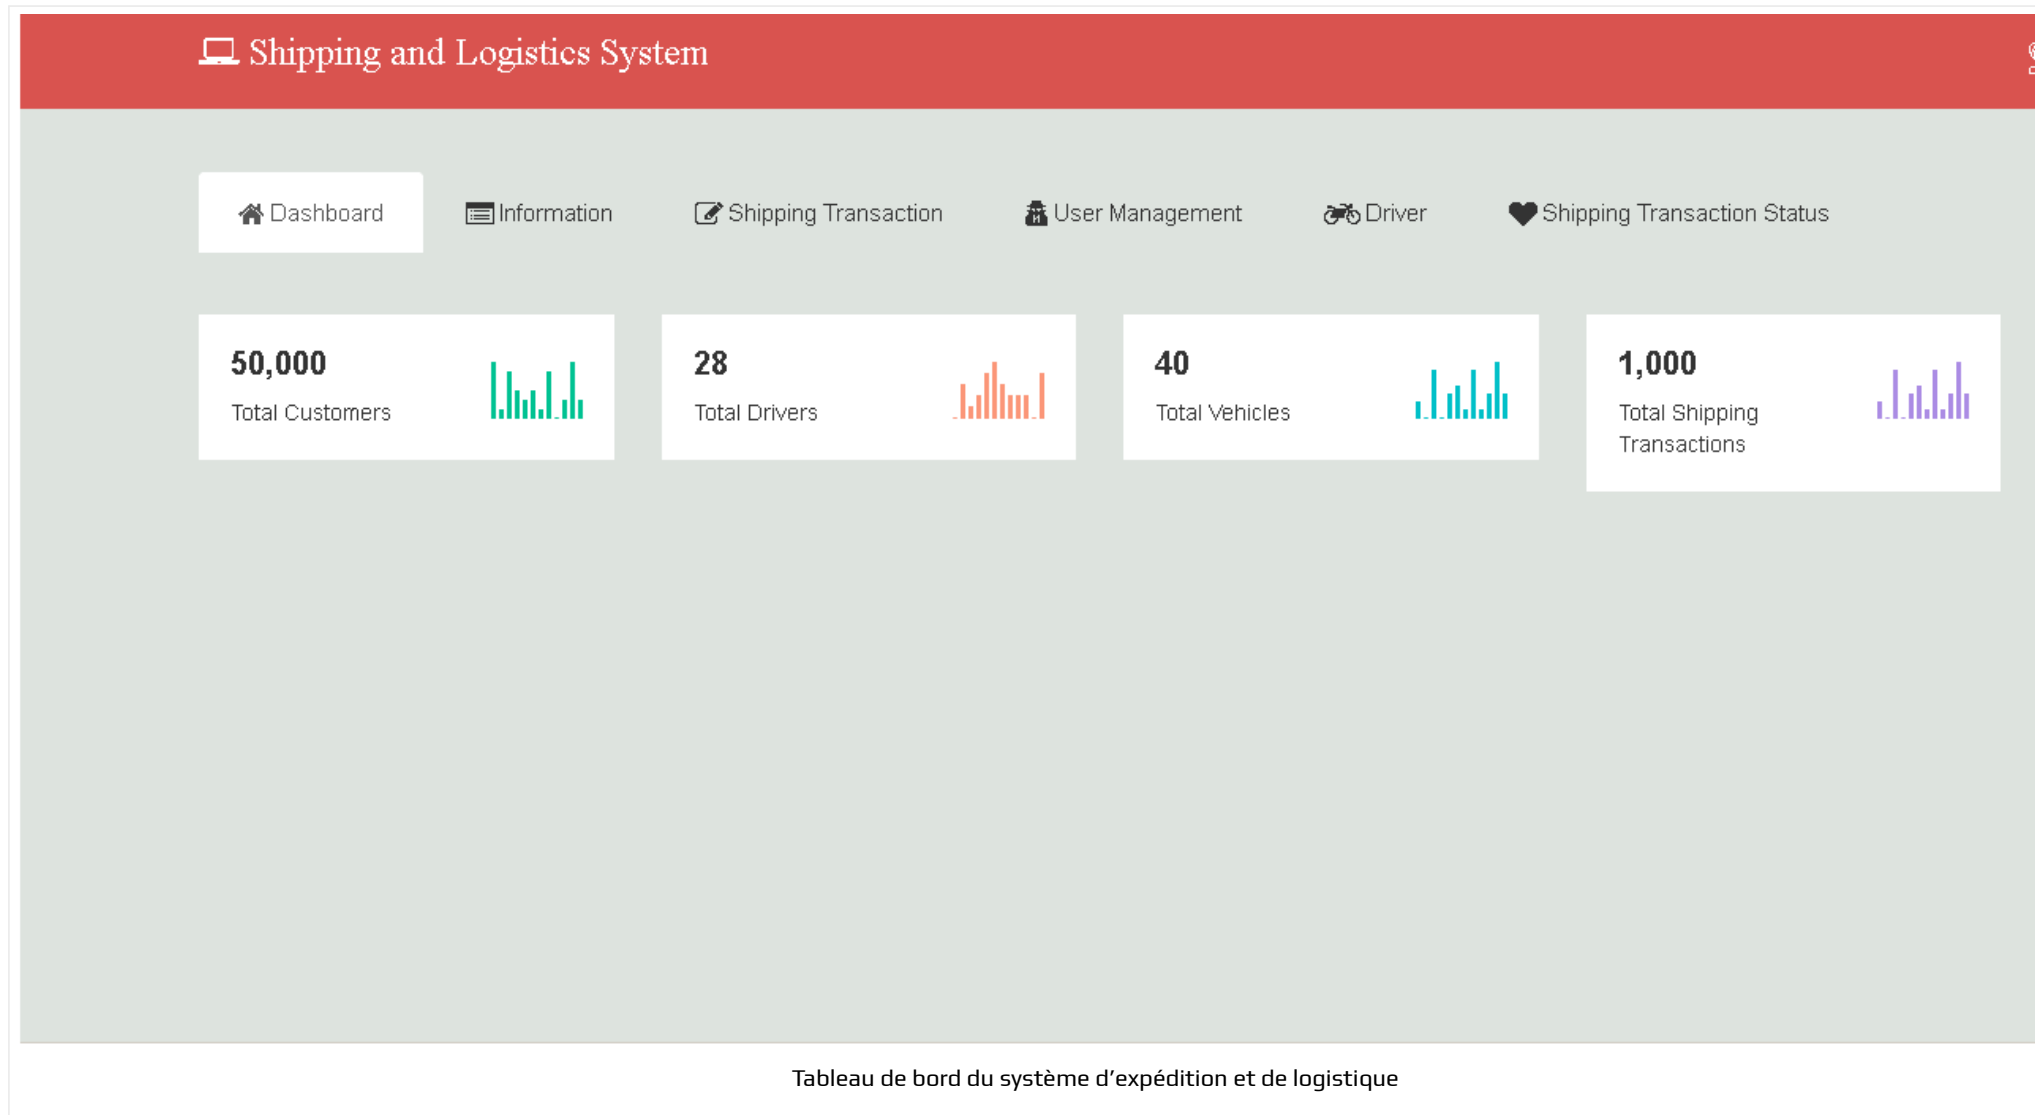 Shipping and Logistics System
Dashboard
Information
Shipping Transaction
User Management
Driver
Shipping Transaction Status
50,000
Total Customers
28
Total Drivers
40
Total Vehicles
1,000
Total Shipping
Transactions
Tableau de bord du système d’expédition et de logistique